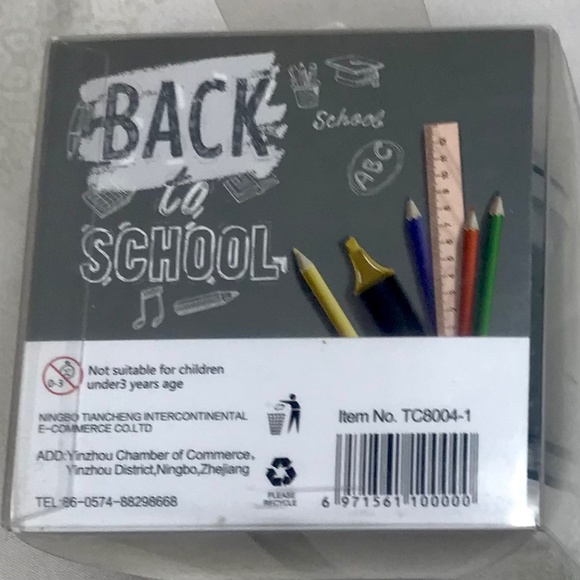 BACK
to
SCHOOL
School
ABC
0-3
Not suitable for children
under3 years age
NINGBO TIANCHENG INTERCONTINENTAL
E-COMMERCE CO.LTD
ADD:Yinzhou Chamber of Commerce,
Yinzhou District,Ningbo,Zhejiang
TEL:86-0574-88298668
PLEASE
RECYCLE
Item No. TC8004-1
6 971561 100000